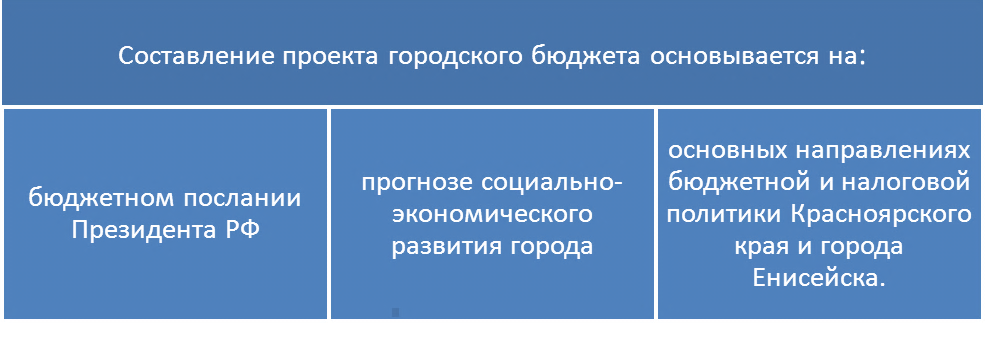 Составление проекта городского бюджета основывается на:
бюджетном послании
Президента РФ
прогнозе социально-
экономического
развития города
основных направлениях
бюджетной и налоговой
политики Красноярского
края и города
Енисейска.